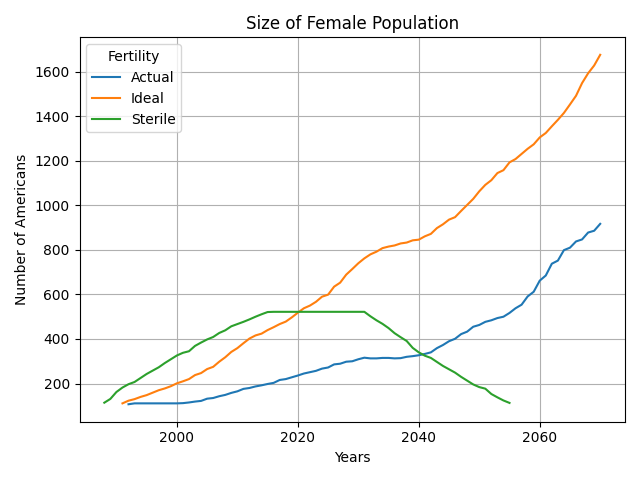 Size of Female Population
Fertility
Actual
Ideal
Sterile
Number of Americans
1600
1400
1200
1000
800
600
400
200
2000 2020 2040 2060
Years